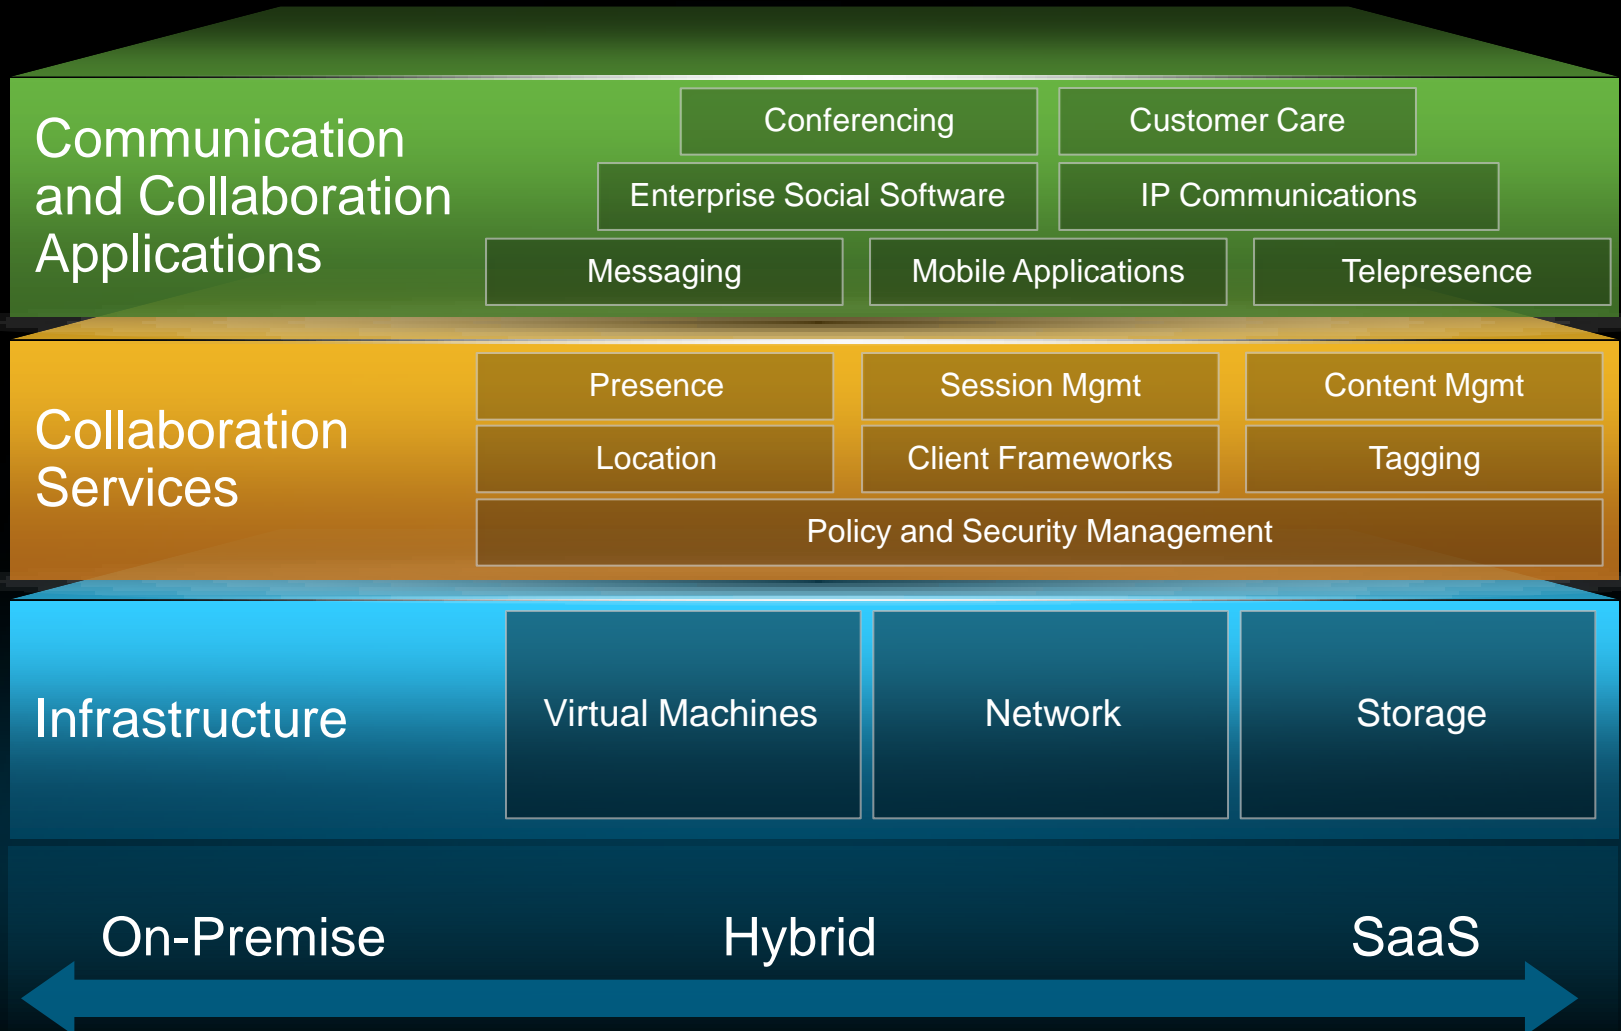 Communication
and Collaboration
Applications
Conferencing
Customer Care
Enterprise Social Software
IP Communications
Messaging
Mobile Applications
Telepresence
Collaboration
Services
Presence
Session Mgmt
Content Mgmt
Location
Client Frameworks
Tagging
Policy and Security Management
Infrastructure
Virtual Machines
Network
Storage
On-Premise
Hybrid
SaaS